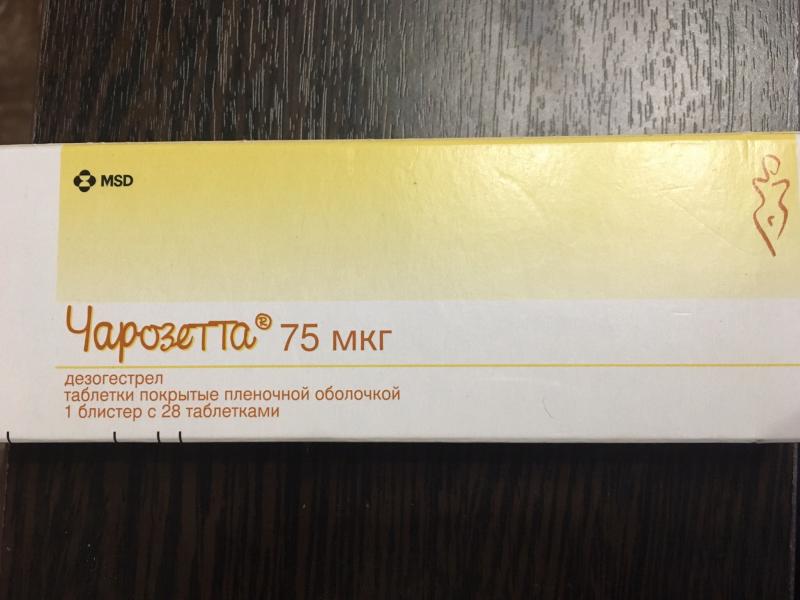 MSD
Чарозетта® 75 мкг
дезогестрел
таблетки покрытые пленочной оболочкой
1 блистер с 28 таблетками